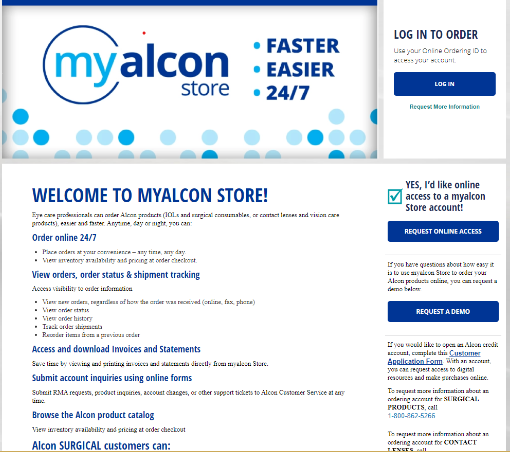 myalcon
store
• FASTER
• EASIER
• 24/7
LOG IN TO ORDER
Use your Online Ordering ID to
access your account.
LOG IN
Request More Information
WELCOME TO MYALCON STORE!
Eye care professionals can order Alcon products (IOLs and surgical consumables, or contact lenses and vision care
products), easier and faster. Anytime, day or night, you can:
Order online 24/7
• Place orders at your convenience – any time, any day
• View inventory availability and pricing at order checkout
View orders, order status & shipment tracking
Access visibility to order information
• View new orders, regardless of how the order was received (online, fax, phone)
• View order status
• View order history
• Track order shipments
• Reorder items from a previous order
Access and download Invoices and Statements
Save time by viewing and printing invoices and statements directly from myalcon Store.
Submit account inquiries using online forms
Submit RMA requests, product inquiries, account changes, or other support tickets to Alcon Customer Service at any
time.
Browse the Alcon product catalog
View inventory availability and pricing at order checkout
Alcon SURGICAL customers can:
YES, I'd like online
access to a myalcon
Store account!
REQUEST ONLINE ACCESS
If you have questions about how easy it
is to use myalcon Store to order your
Alcon products online, you can request a
demo below.
REQUEST A DEMO
If you would like to open an Alcon credit
account, complete this Customer
Application Form. With an account,
you can request access to digital
resources and make purchases online.
To request more information about an
ordering account for SURGICAL
PRODUCTS, call
1-800-862-5266
To request more information about an
ordering account for CONTACT
LENSES, call